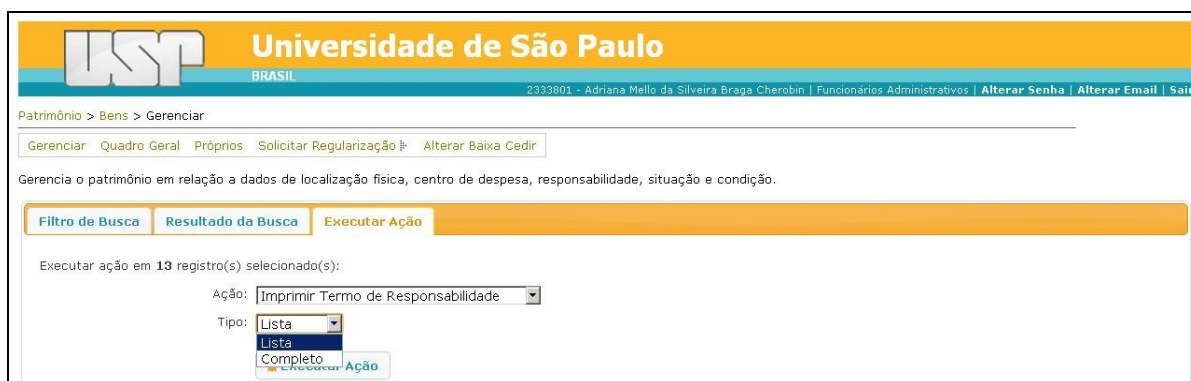 USP
Universidade de São Paulo
BRASIL
2333801 - Adriana Mello da Silveira Braga Cherobin | Funcionários Administrativos | Alterar Senha | Alterar Email | Sair
Patrimônio > Bens > Gerenciar
Gerenciar Quadro Geral Próprios Solicitar Regularização Alterar Baixa Cedir
Gerencia o patrimônio em relação a dados de localização física, centro de despesa, responsabilidade, situação e condição.
Filtro de Busca Resultado da Busca Executar Ação
Executar ação em 13 registro(s) selecionado(s):
Ação: Imprimir Termo de Responsabilidade
Tipo: Lista
Lista
Completo
Executar Ação